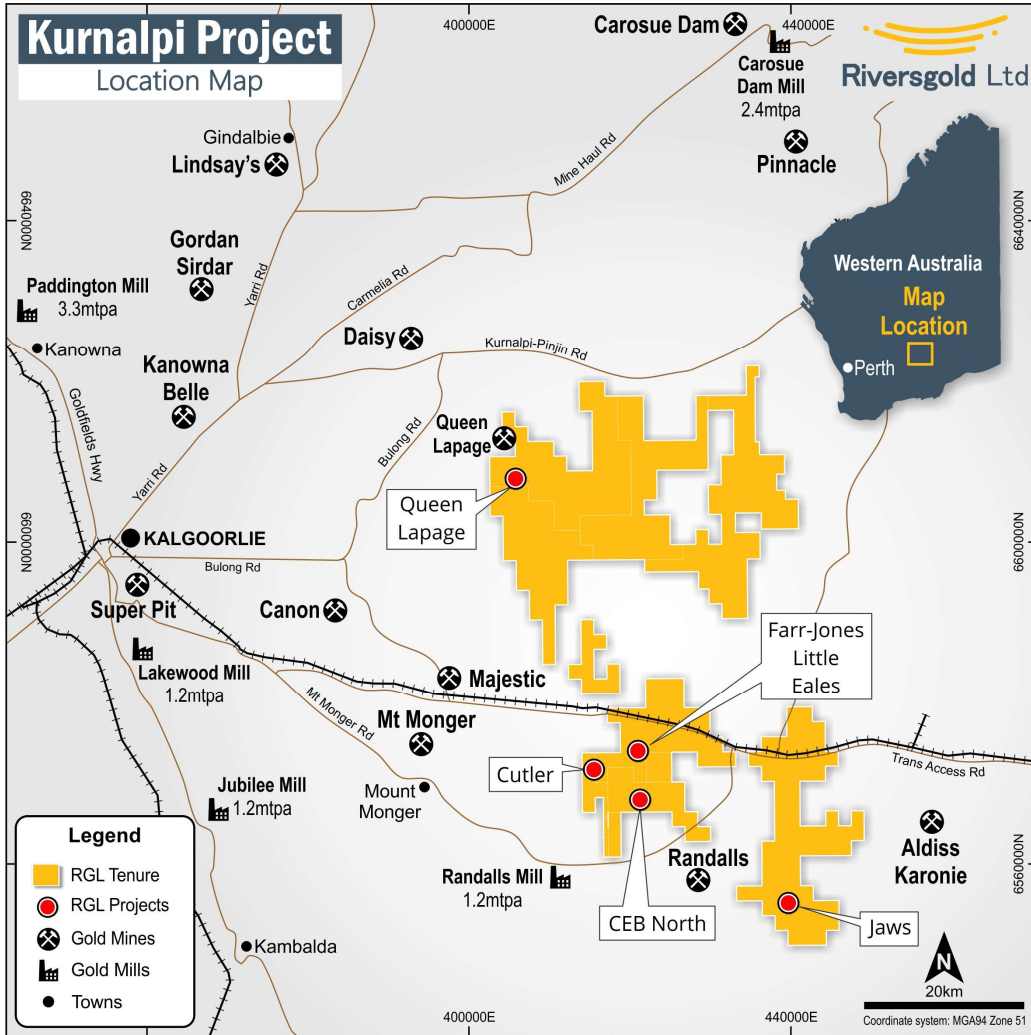 Kurnalpi Project
Location Map
400000E
440000E
Carosue Dam
Carosue
Dam Mill
2.4mtpa
Riversgold Ltd
Gindalbie
Lindsay's
Mine Haul Rd
Pinnacle
6640000N
6640000N
Gordan
Sirdar
Yarri Rd
Carmelia Rd
Western Australia
Map
Location
Perth
Paddington Mill
3.3mtpa
Kanowna
Daisy
Kurnalpi-Pinjin Rd
Kanowna
Belle
Goldfields Hwy
Bulong Rd
Queen
Lapage
Yarri Rd
Queen
Lapage
KALGOORLIE
6600000N
6600000N
Bulong Rd
Super Pit
Canon
Farr-Jones
Little
Eales
Lakewood Mill
1.2mtpa
Majestic
Mt Monger Rd
Mt Monger
Trans Access Rd
Cutler
Jubilee Mill
1.2mtpa
Mount
Monger
Aldiss
Karonie
Randalls
Randalls Mill
1.2mtpa
6560000N
CEB North
Jaws
Legend
RGL Tenure
RGL Projects
Gold Mines
Gold Mills
Towns
Kambalda
N
20km
400000E
440000E
Coordinate system: MGA94 Zone 51